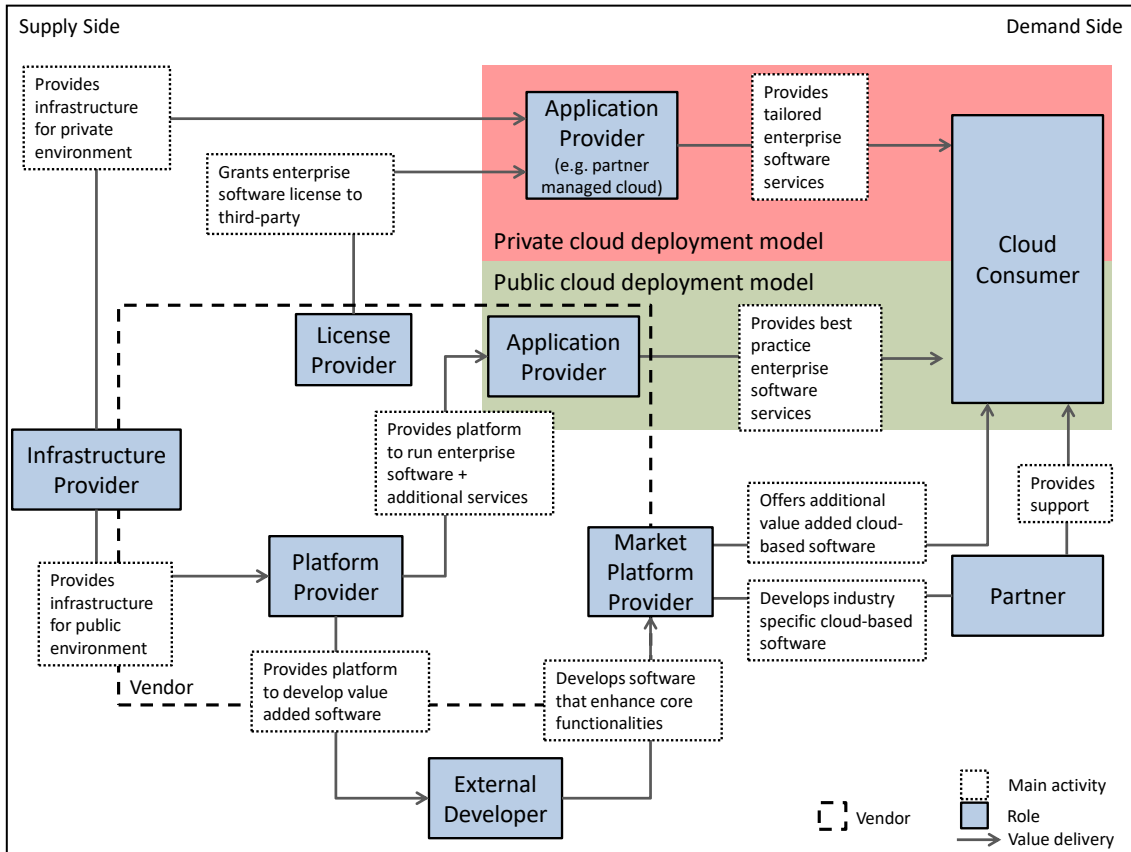 Supply Side
Demand Side
Provides
infrastructure
for private
environment
Application
Provider
(e.g. partner
managed cloud)
Provides
tailored
enterprise
software
services
Grants enterprise
software license to
third-party
Cloud
Consumer
Private cloud deployment model
Public cloud deployment model
License
Provider
Application
Provider
Provides best
practice
enterprise
software
services
Infrastructure
Provider
Provides platform
to run enterprise
software +
additional services
Offers additional
value added cloud-
based software
Provides
support
Platform
Provider
Market
Platform
Provider
Provides
infrastructure
for public
environment
Develops industry
specific cloud-based
software
Partner
Vendor
Provides platform
to develop value
added software
Develops software
that enhance core
functionalities
External
Developer
Main activity
Vendor
Role
Value delivery